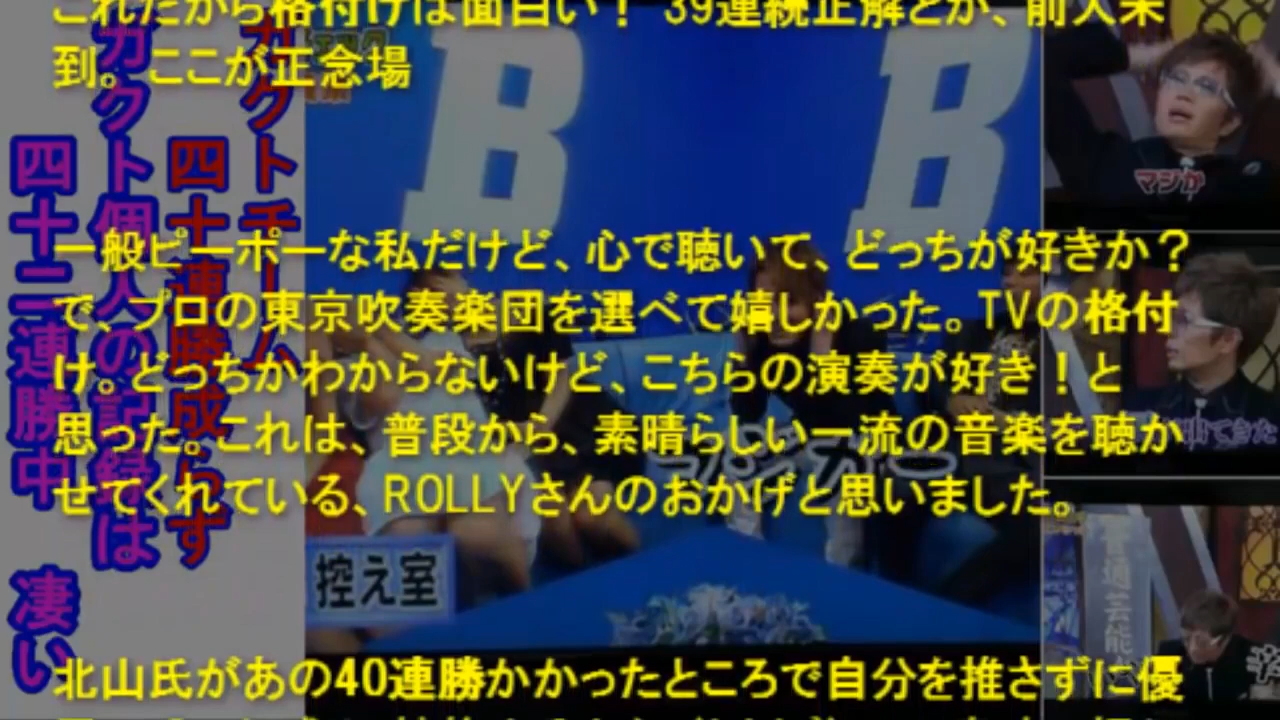 これだから格付けは面白い！ 39連続正解とか、前人未
到。ここが正念場
一般ピーポーな私だけど、心で聴いて、どっちが好きか？
で、プロの東京吹奏楽団を選べて嬉しかった。TVの格付
け。どっちかわからないけど、こちらの演奏が好き！と
思った。これは、普段から、素晴らしい一流の音楽を聴か
せてくれている、ROLLYさんのおかげと思いました。
北山氏があの40連勝かかったところで自分を推さずに優
ガクトチーム
四十連勝成らず
ガクト個人の記録は
四十二連勝中 凄い
B B
控え室
マジか
出てきた
普通芸能